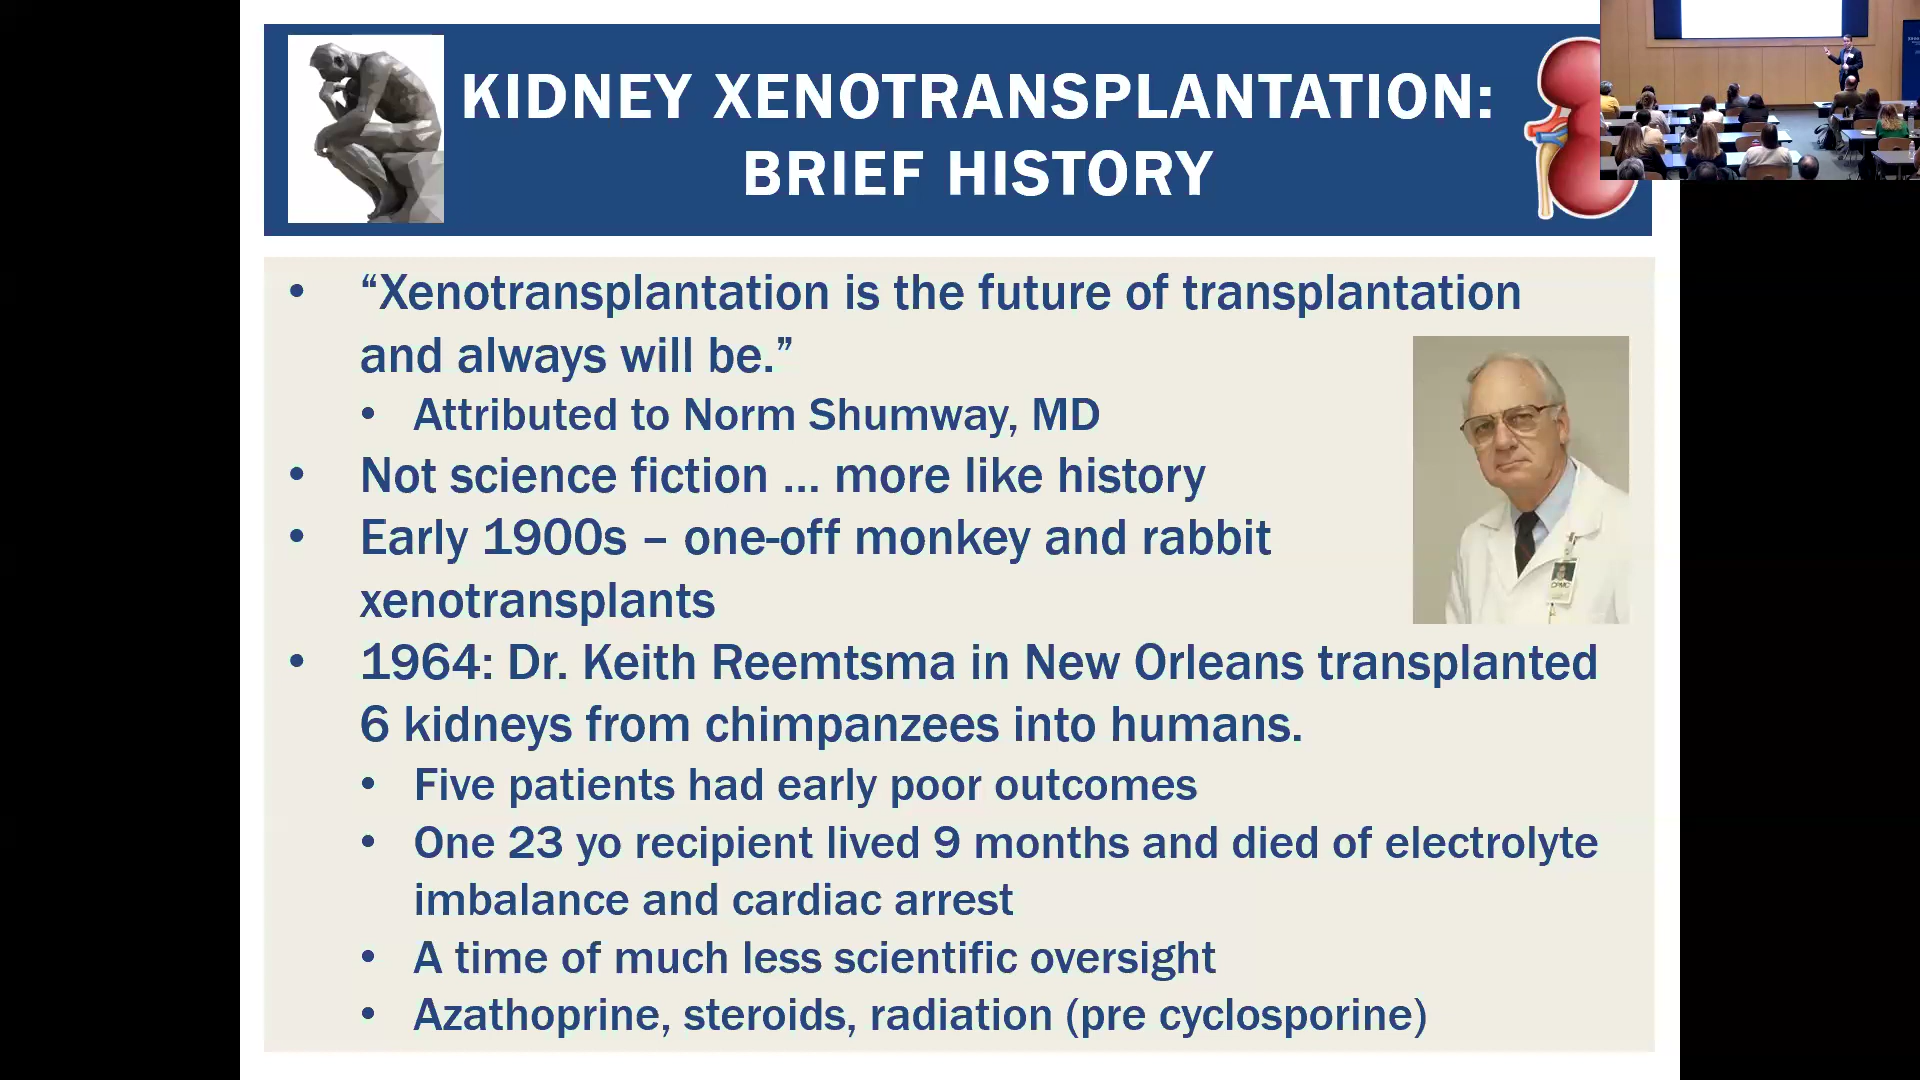 KIDNEY XENOTRANSPLANTATION:
BRIEF HISTORY
• “Xenotransplantation is the future of transplantation
and always will be.”
• Attributed to Norm Shumway, MD
• Not science fiction … more like history
• Early 1900s – one-off monkey and rabbit
xenotransplants
• 1964: Dr. Keith Reemtsma in New Orleans transplanted
6 kidneys from chimpanzees into humans.
• Five patients had early poor outcomes
• One 23 yo recipient lived 9 months and died of electrolyte
imbalance and cardiac arrest
• A time of much less scientific oversight
• Azathoprine, steroids, radiation (pre cyclosporine)
CPMC